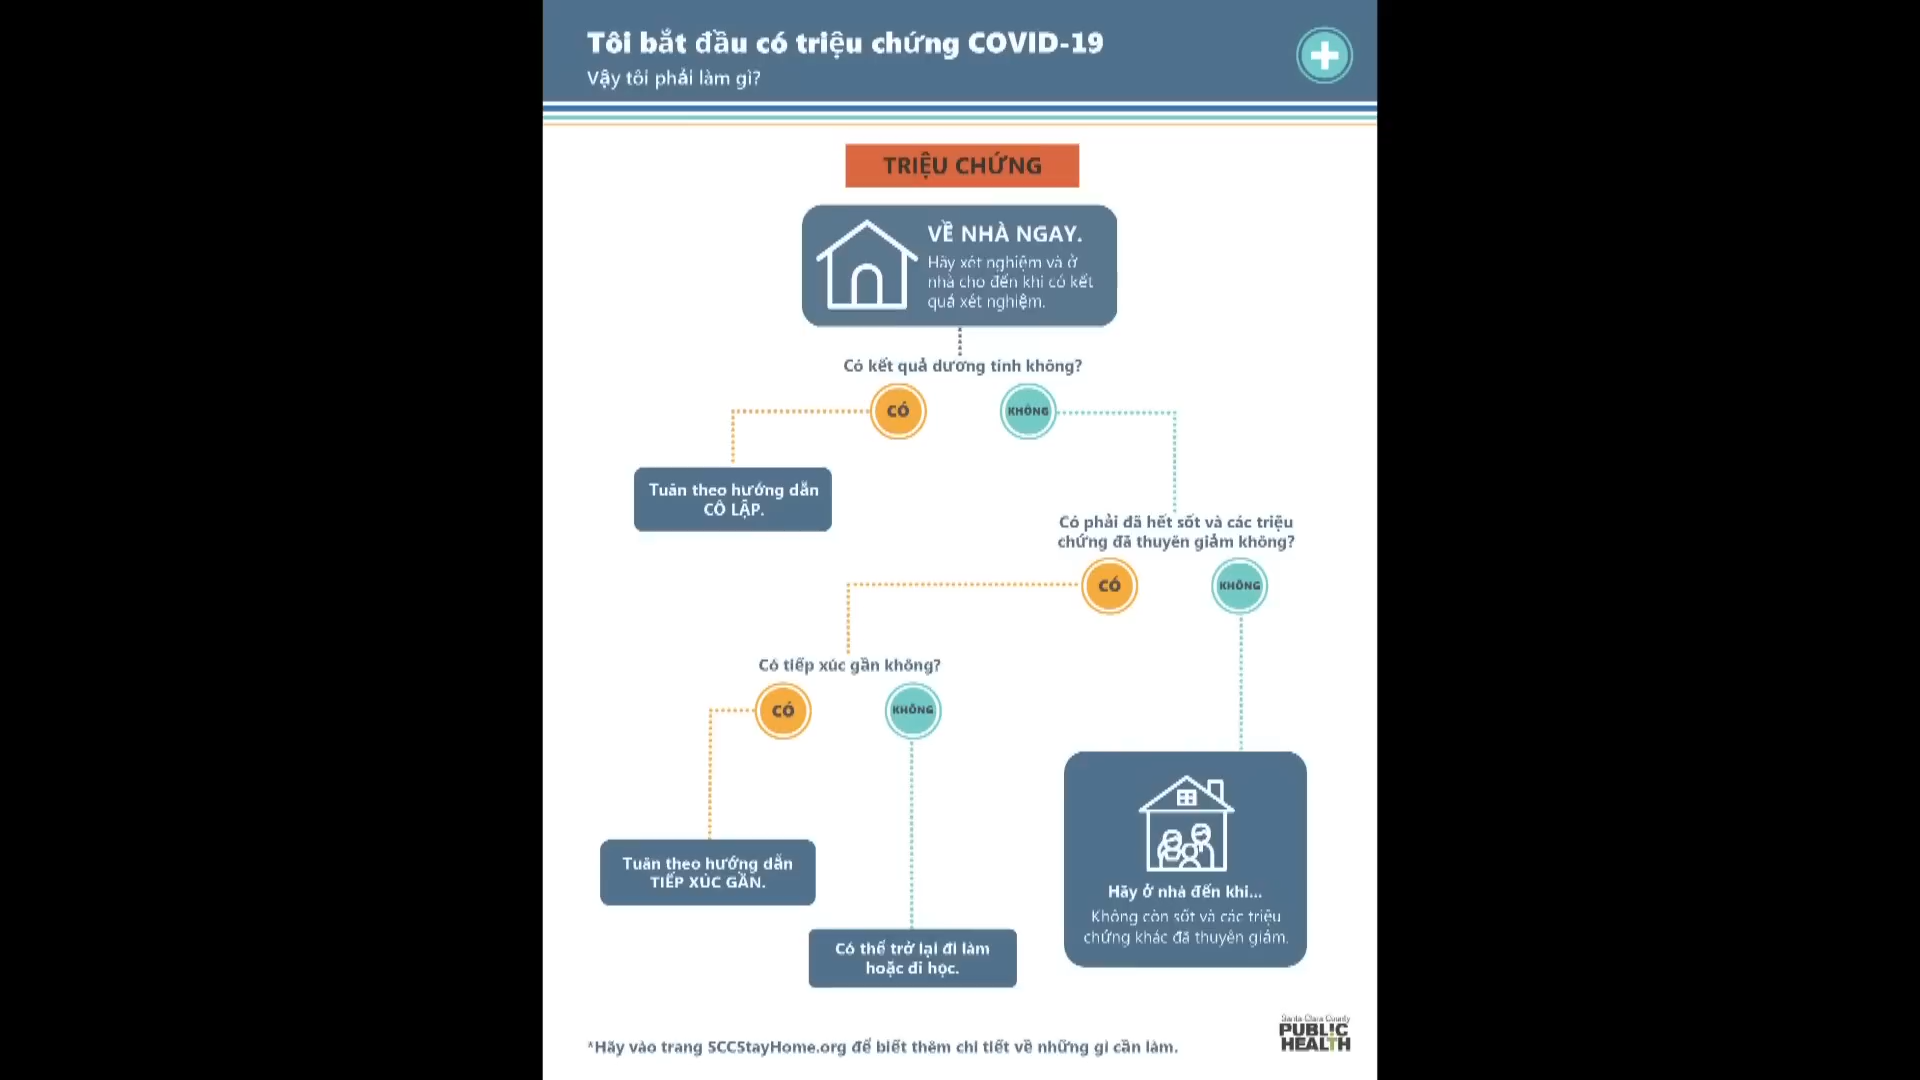 Tôi bắt đầu có triệu chứng COVID-19
Vậy tôi phải làm gì?
TRIỆU CHỨNG
VỀ NHÀ NGAY.
Hãy xét nghiệm và ở
nhà cho đến khi có kết
quả xét nghiệm.
Có kết quả dương tính không?
CÓ
KHÔNG
Tuân theo hướng dẫn
CÔ LẬP.
Có phải đã hết sốt và các triệu
chứng đã thuyên giảm không?
CÓ
KHÔNG
Có tiếp xúc gần không?
CÓ
KHÔNG
Tuân theo hướng dẫn
TIẾP XÚC GẦN.
Hãy ở nhà đến khi...
Không còn sốt và các triệu
chứng khác đã thuyên giảm.
Có thể trở lại đi làm
hoặc đi học.
*Hãy vào trang SCCStayHome.org để biết thêm chi tiết về những gì cần làm.
Santa Clara County
PUBLIC
HEALTH